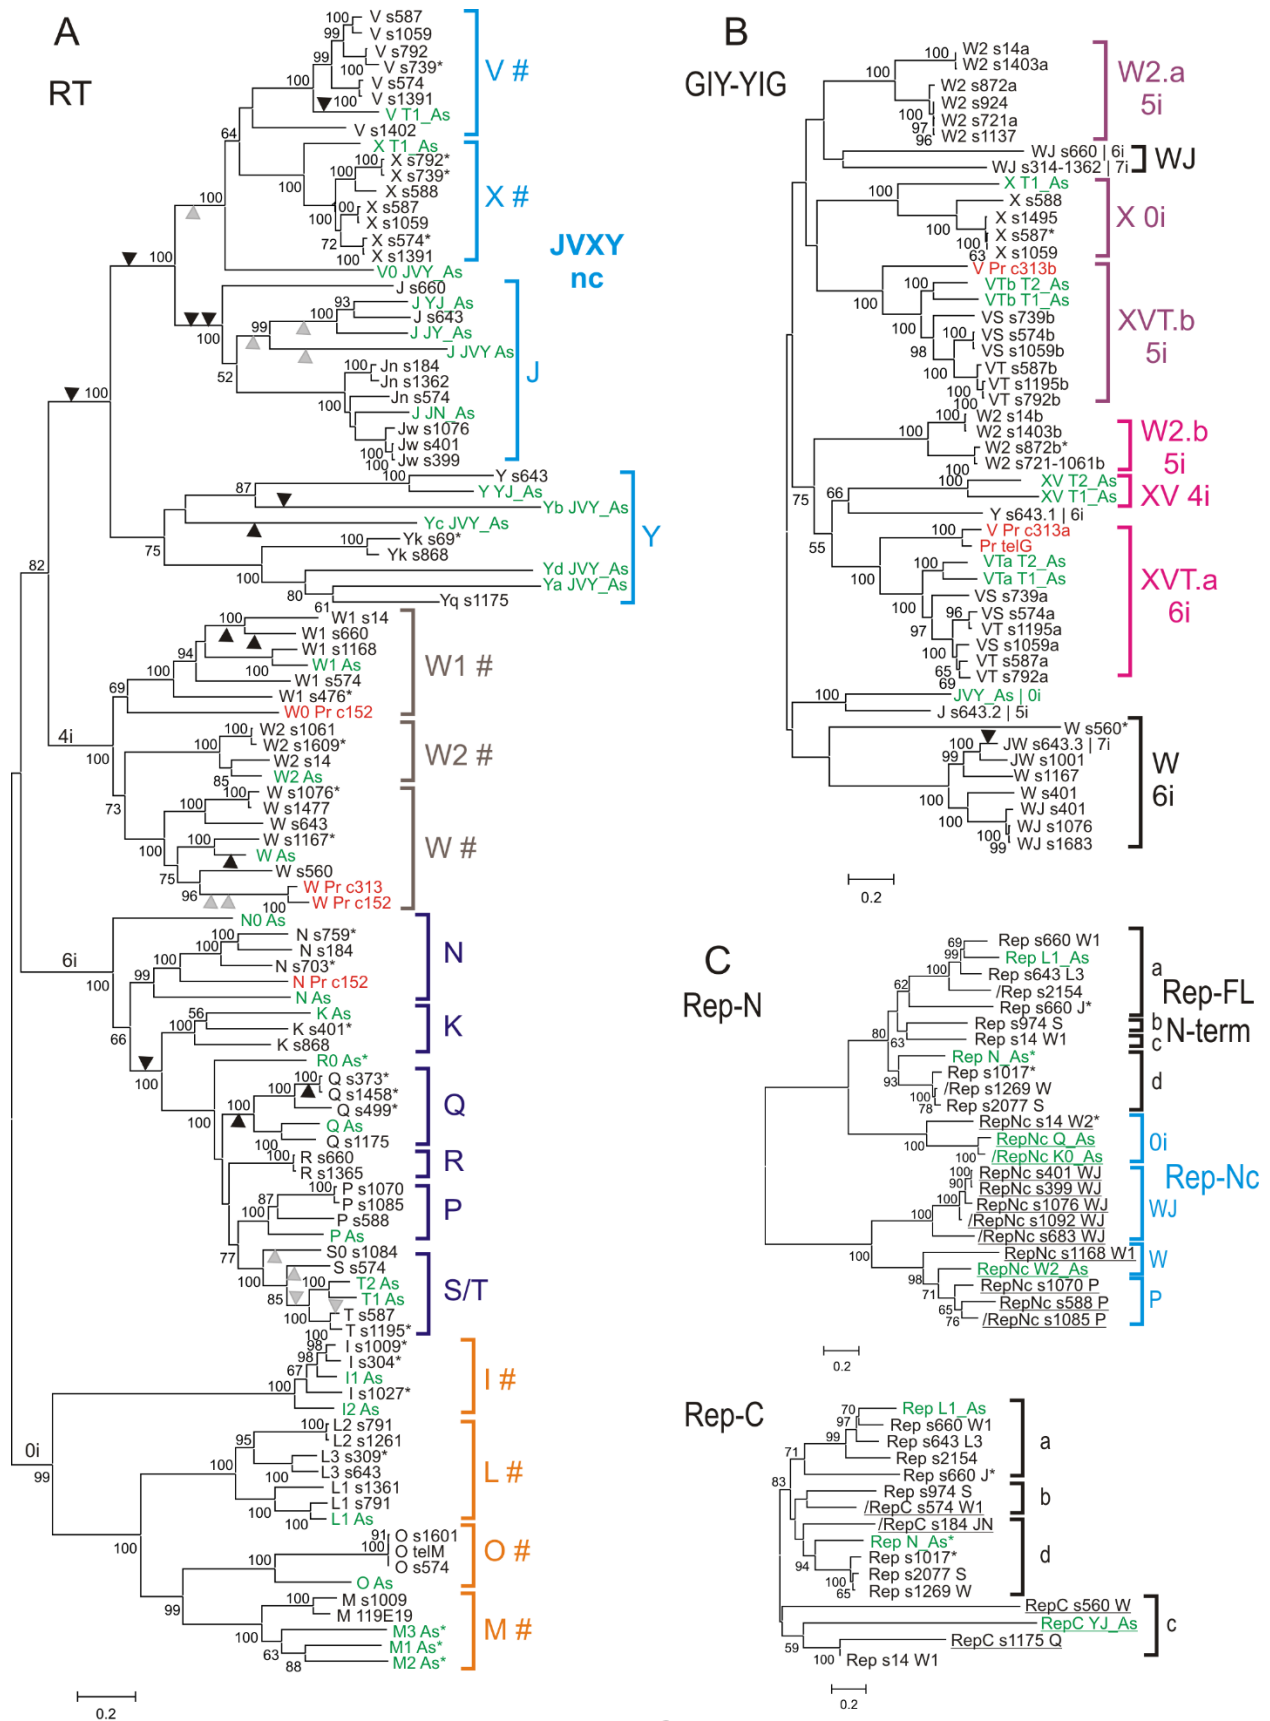 A
RT
100
V s587
99
V s1059
99
V s792
100
V s739*
100
V s574
100
V s1391
V T1_As
V s1402
V #
64
X T1_As
100
X s792*
100
X s739*
100
X s588
100
X s587
X s1059
72
X s574*
100
X s1391
X #
100
V0 JVY_As
JVXY
nc
100
100
J s660
93
J YJ_As
J s643
99
J JY_As
J JVY As
100
52
100
Jn s184
Jn s1362
Jn s574
100
J JN_As
Jw s1076
100
Jw s401
100
Jw s399
J
100
Y s643
87
Y YJ_As
Yb JVY_As
Yc JVY_As
75
100
Yk s69*
Yk s868
100
Yd JVY_As
80
Ya JVY_As
61
Yq s1175
Y
82
100
W1 s14
W1 s660
94
W1 s1168
100
W1 As
100
W1 s574
69
W1 s476*
W0 Pr c152
W1 #
4i
100
100
W2 s1061
100
W2 s1609*
W2 s14
85
W2 As
W2 #
73
100
W s1076*
100
W s1477
W s643
100
100
W s1167*
W As
75
W s560
96
W Pr c313
100
W Pr c152
W #
N0 As
6i
100
100
N s759*
100
N s184
N s703*
99
N Pr c152
N As
N
66
56
K As
100
K s401*
K s868
K
100
R0 As*
100
100
Q s373*
Q s1458*
100
Q s499*
100
Q As
Q s1175
Q
100
R s660
R s1365
R
100
P s1070
87
P s1085
P s588
100
P As
P
77
S0 s1084
100
S s574
85
100
T2 As
T1 As
100
T s587
100
T s1195*
S/T
98
I s1009*
98
I s304*
67
I1 As
100
I s1027*
I2 As
I #
0i
99
100
L2 s791
95
L2 s1261
L3 s309*
100
100
L3 s643
L1 s1361
100
L1 s791
100
L1 As
L #
100
91
O s1601
O telM
100
O s574
O As
O #
99
100
M s1009
M 119E19
100
M3 As*
63
M1 As*
88
M2 As*
M #
0.2
B
GIY-YIG
100
W2 s14a
W2 s1403a
100
W2 s872a
W2 s924
100
W2 s721a
97
W2 s1137
96
W2.a
5i
WJ s660 | 6i
WJ s314-1362 | 7i
WJ
X T1_As
100
X s588
X s1495
100
X s587*
100
X s1059
63
X 0i
V Pr c313b
100
VTb T2_As
VTb T1_As
100
VS s739b
100
VS s574b
98
VS s1059b
VT s587b
100
VT s1195b
100
VT s792b
100
XVT.b
5i
100
W2 s14b
100
W2 s1403b
W2 s872b*
100
W2 s721-1061b
W2.b
5i
75
100
XV T2_As
66
XV T1_As
XV 4i
Y s643.1 | 6i
55
100
V Pr c313a
Pr telG
100
VTa T2_As
VTa T1_As
100
VS s739a
97
96
VS s574a
VT s1195a
100
VS s1059a
VT s587a
65
VT s792a
69
XVT.a
6i
100
JVY_As | 0i
J s643.2 | 5i
W s560*
100
JW s643.3 | 7i
99
JW s1001
W s1167
100
W s401
100
WJ s401
WJ s1076
99
WJ s1683
W
6i
0.2
C
Rep-N
69
Rep s660 W1
99
Rep L1_As
100
Rep s643 L3
62
/Rep s2154
Rep s660 J*
a
80
Rep s974 S
b
63
Rep s14 W1
c
Rep-FL
N-term
Rep N_As*
93
Rep s1017*
100
/Rep s1269 W
78
Rep s2077 S
d
RepNc s14 W2*
100
RepNc Q_As
100
/RepNc K0_As
0i
Rep-Nc
100
RepNc s401 WJ
90
RepNc s399 WJ
100
RepNc s1076 WJ
/RepNc s1092 WJ
/RepNc s683 WJ
WJ
100
RepNc s1168 W1
98
RepNc W2_As
W
71
RepNc s1070 P
65
RepNc s588 P
76
/RepNc s1085 P
P
0.2
Rep-C
70
Rep L1_As
97
Rep s660 W1
99
Rep s643 L3
71
Rep s2154
Rep s660 J*
a
83
Rep s974 S
/RepC s574 W1
b
/RepC s184 JN
Rep N_As*
94
Rep s1017*
100
Rep s2077 S
65
Rep s1269 W
d
RepC s560 W
RepC YJ_As
59
RepC s1175 Q
100
Rep s14 W1
c
0.2